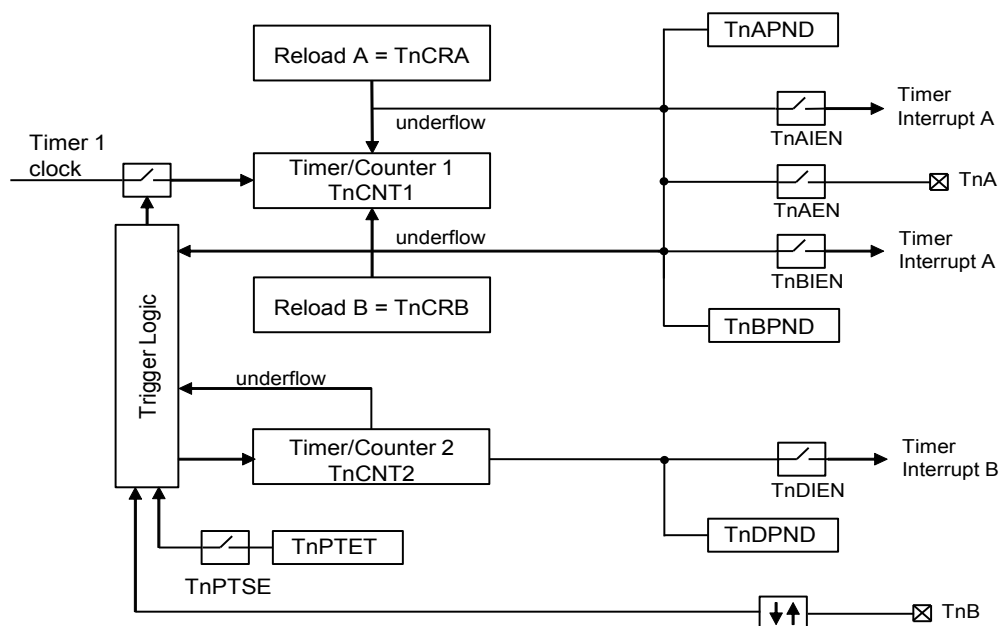 TnAPND
Reload A = TnCRA
Timer
Interrupt A
underflow
TnAIEN
Timer 1
clock
Timer/Counter 1
TnCNT1
TnA
TnAEN
underflow
Timer
Interrupt A
TnBIEN
Reload B = TnCRB
TnBPND
Trigger Logic
underflow
Timer/Counter 2
TnCNT2
Timer
Interrupt B
TnDIEN
TnPTET
TnDPND
TnPTSE
TnB